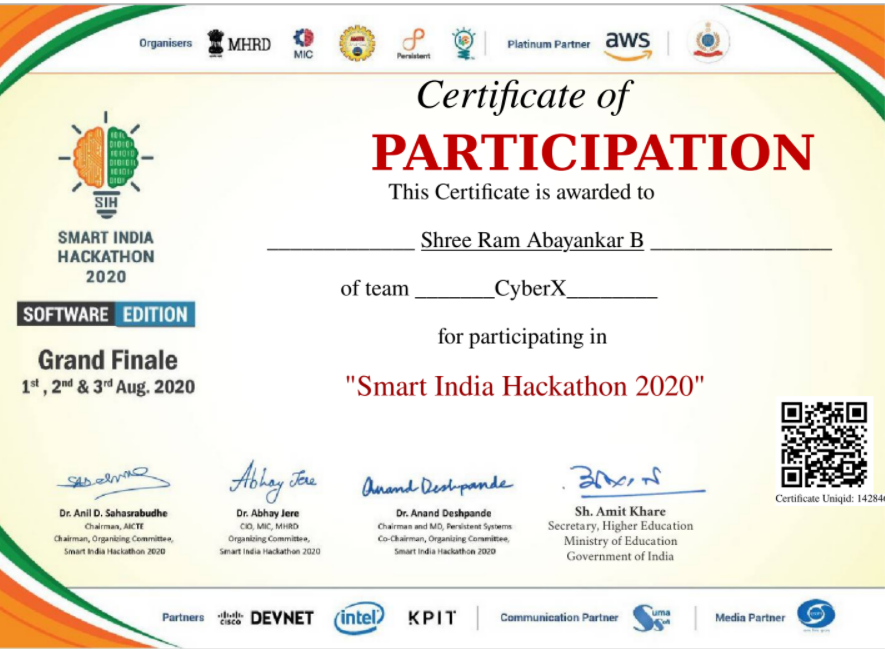 Organisers MHRD MIC Persistent Platinum Partner aws
Certificate of
PARTICIPATION
This Certificate is awarded to
_____________ Shree Ram Abayankar B ________________
of team _______CyberX________
for participating in
"Smart India Hackathon 2020"
SIH
SMART INDIA
HACKATHON
2020
SOFTWARE EDITION
Grand Finale
1st , 2nd & 3rd Aug. 2020
Certificate Uniqid: 14284
Abhay Jere
Anand Deshpande
Dr. Anil D. Sahasrabudhe
Chairman, AICTE
Chairman, Organizing Committee,
Smart India Hackathon 2020
Dr. Abhay Jere
CIO, MIC, MHRD
Organizing Committee,
Smart India Hackathon 2020
Dr. Anand Deshpande
Chairman and MD, Persistent Systems
Co-Chairman, Organizing Committee,
Smart India Hackathon 2020
Sh. Amit Khare
Secretary, Higher Education
Ministry of Education
Government of India
Partners cisco DEVNET intel KPIT Communication Partner Suma Soft Media Partner